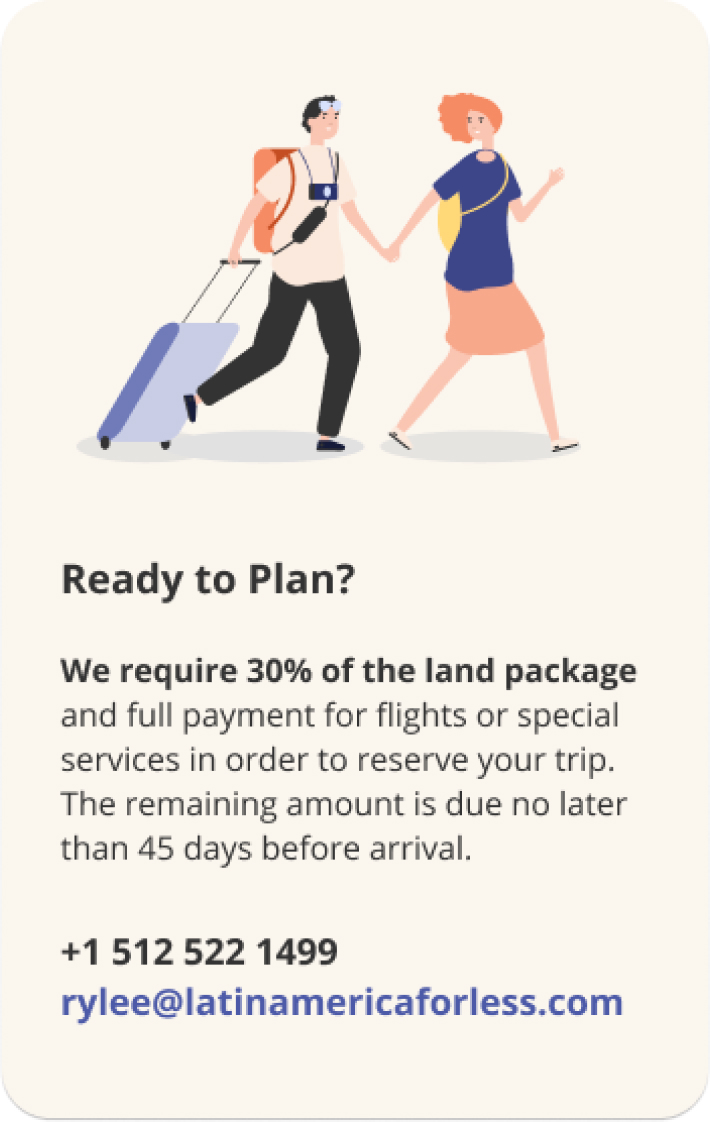 Ready to Plan?
We require 30% of the land package
and full payment for flights or special
services in order to reserve your trip.
The remaining amount is due no later
than 45 days before arrival.
+1 512 522 1499
rylee@latinamericaforless.com